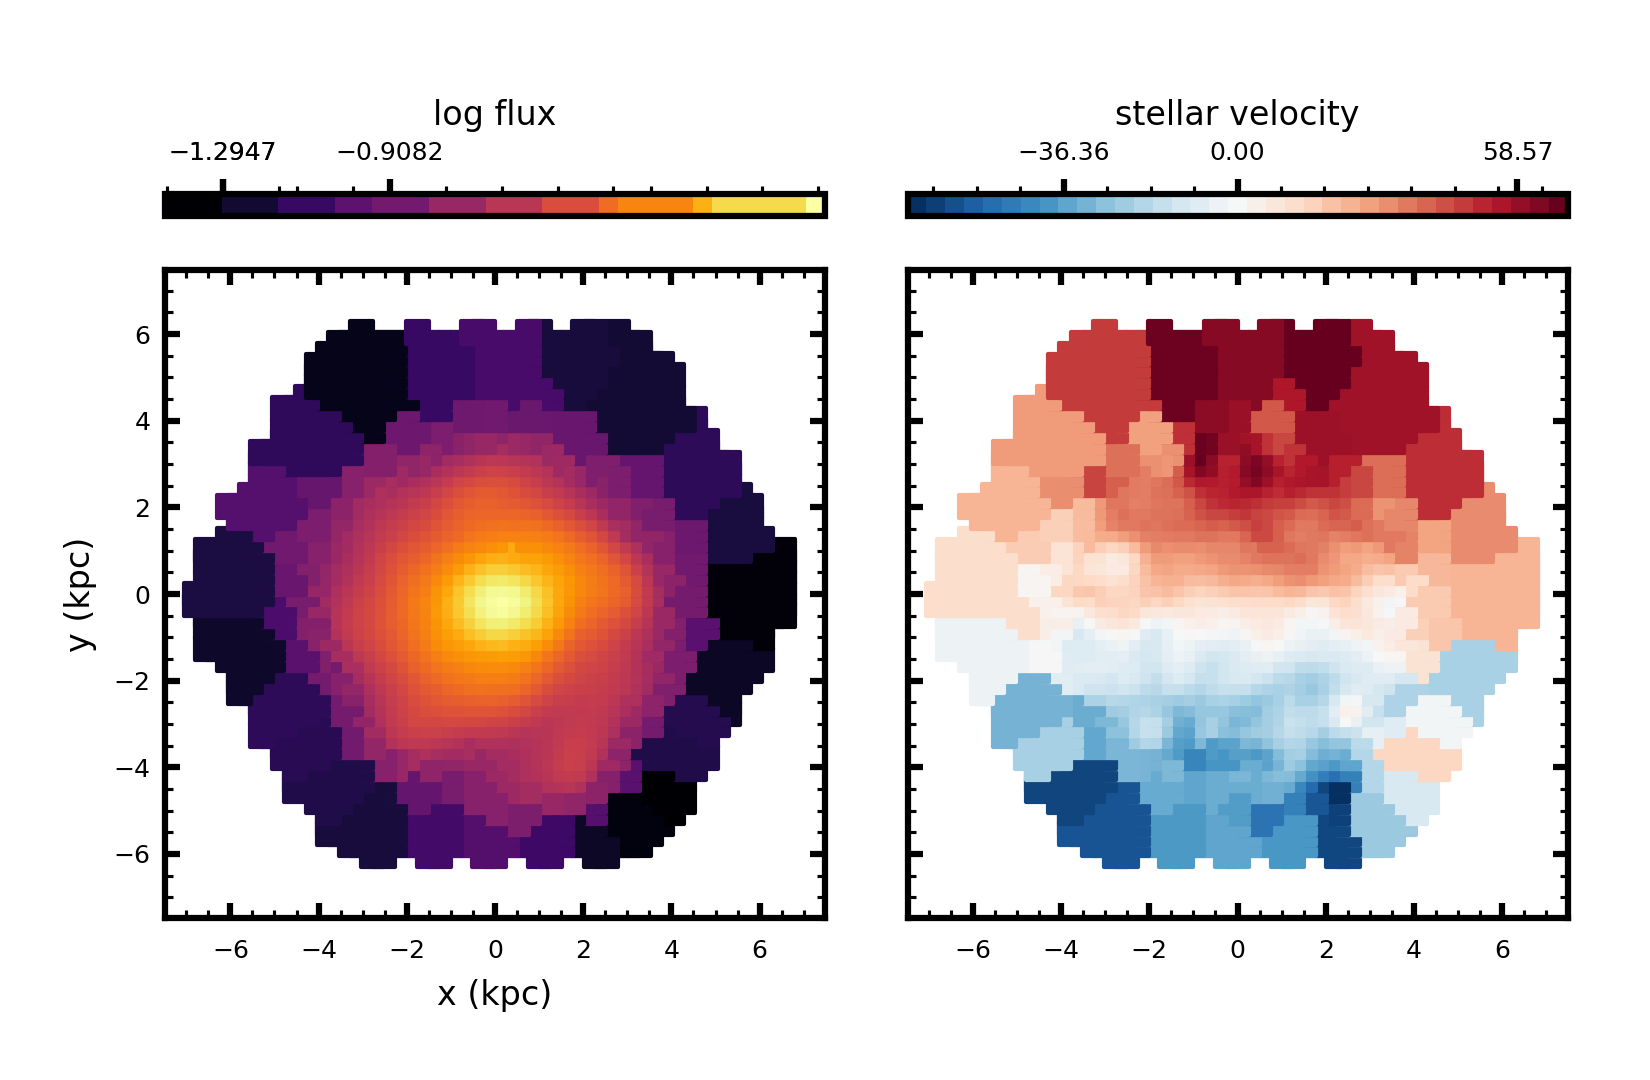 log flux
stellar velocity
−1.2947 −0.9082
−36.36 0.00 58.57
6
4
2
0
−2
−4
−6
y (kpc)
−6 −4 −2 0 2 4 6
−6 −4 −2 0 2 4 6
x (kpc)